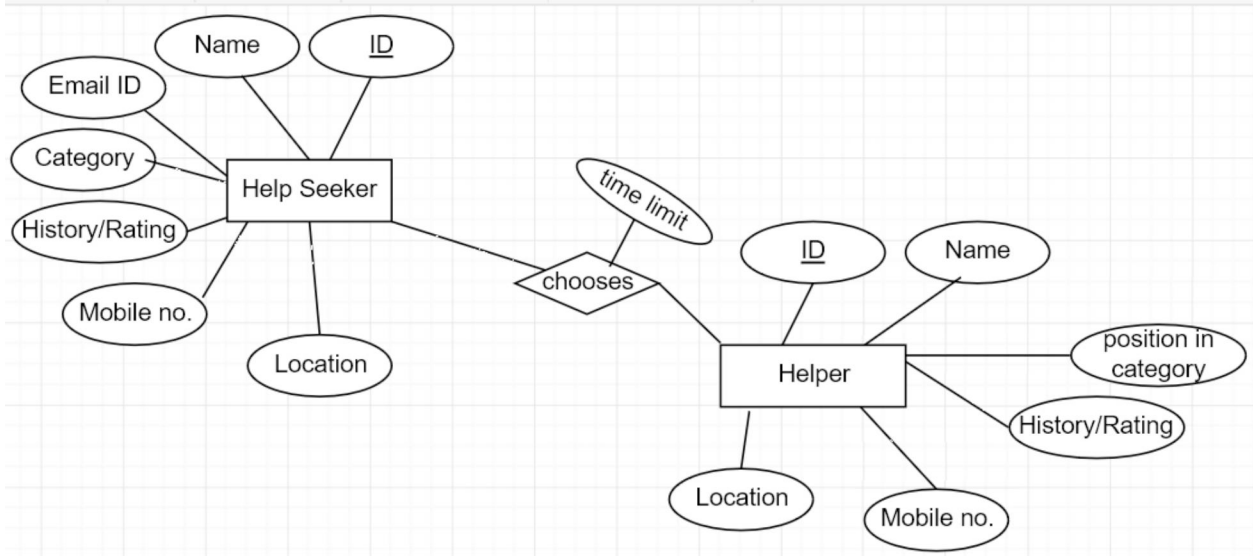 Name
ID
Email ID
Category
Help Seeker
History/Rating
Mobile no.
Location
time limit
chooses
ID
Name
position in
category
Helper
History/Rating
Location
Mobile no.